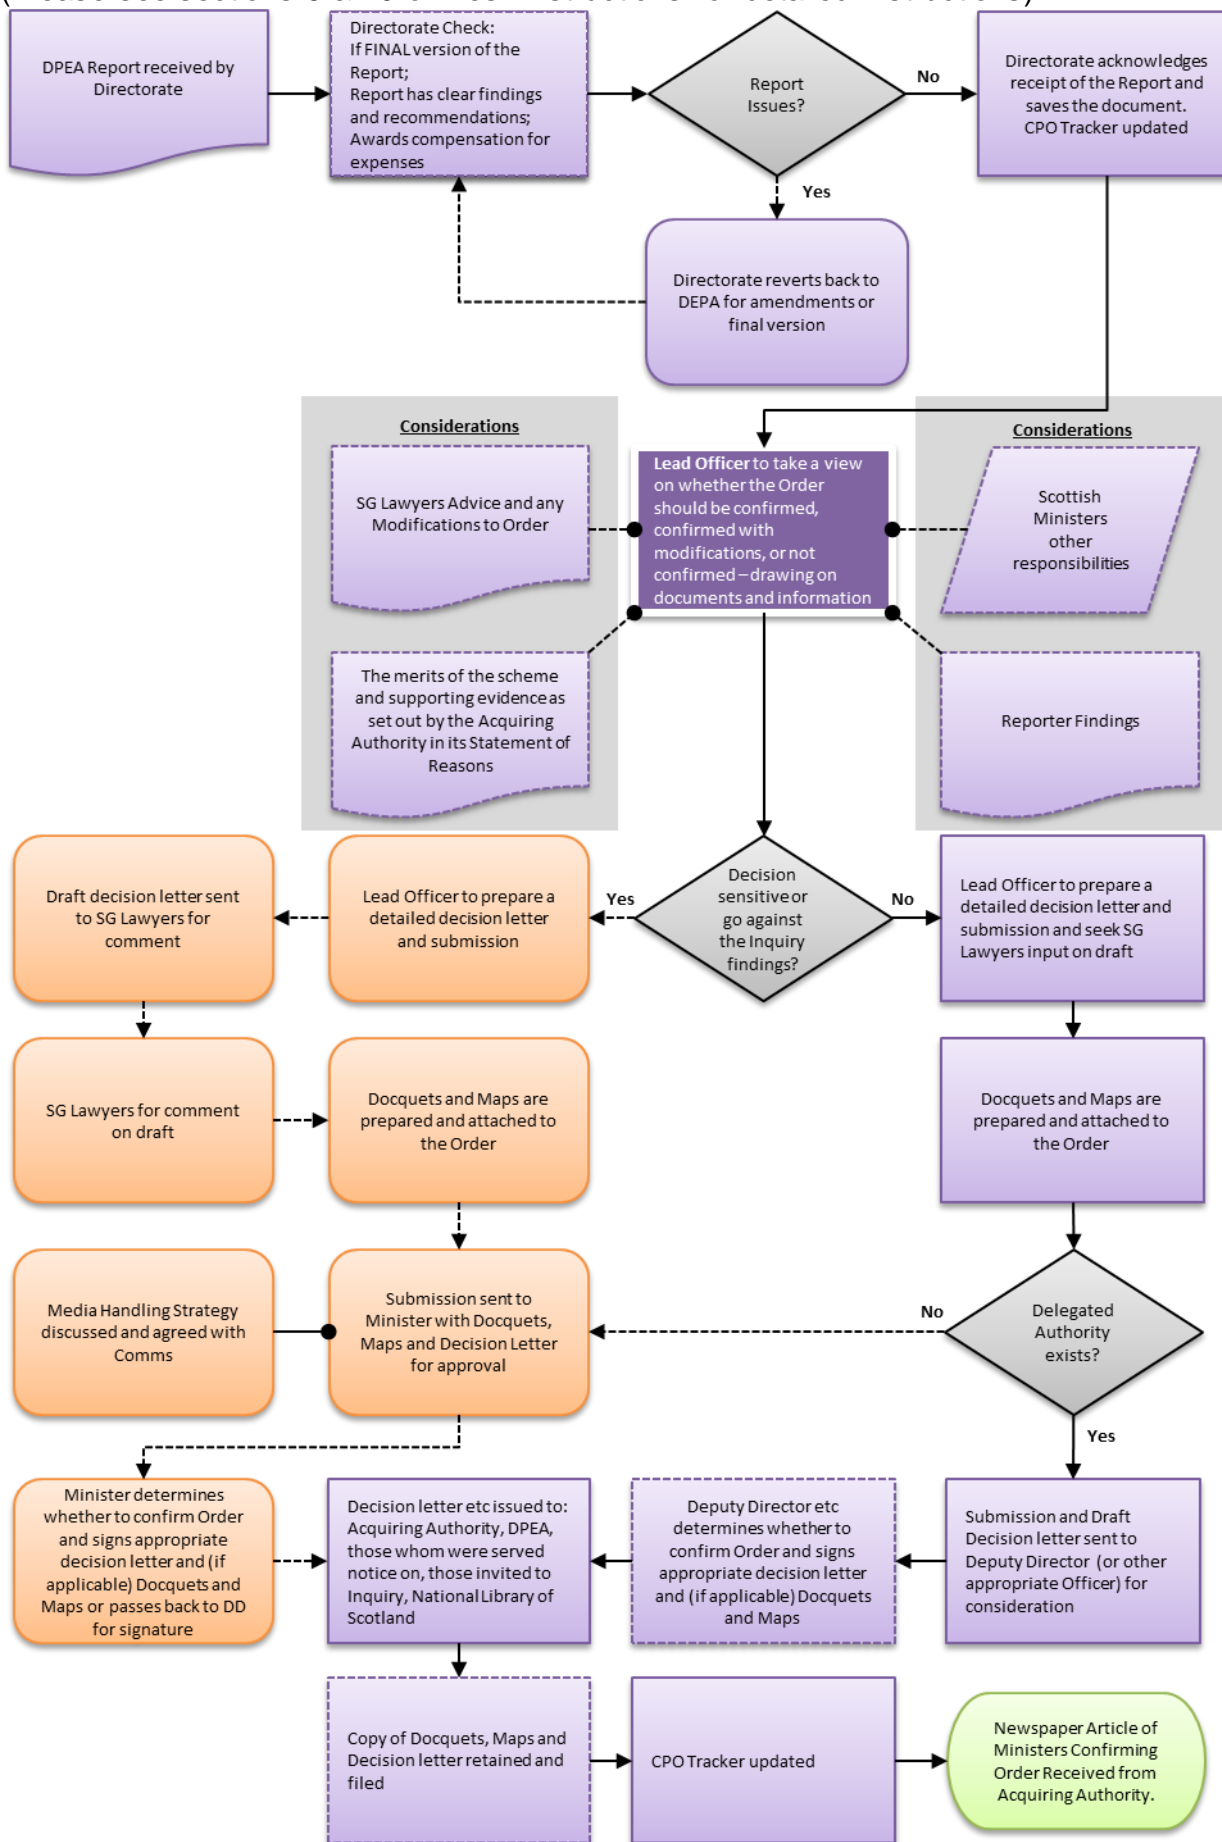 DPEA Report received by
Directorate
Directorate Check:
If FINAL version of the
Report;
Report has clear findings
and recommendations;
Awards compensation for
expenses
Report
Issues?
No
Directorate acknowledges
receipt of the Report and
saves the document.
CPO Tracker updated
Yes
Directorate reverts back to
DEPA for amendments or
final version
Considerations
SG Lawyers Advice and any
Modifications to Order
The merits of the scheme
and supporting evidence as
set out by the Acquiring
Authority in its Statement of
Reasons
Lead Officer to take a view
on whether the Order
should be confirmed,
confirmed with
modifications, or not
confirmed – drawing on
documents and information
Considerations
Scottish
Ministers
other
responsibilities
Reporter Findings
Draft decision letter sent
to SG Lawyers for
comment
Lead Officer to prepare a
detailed decision letter
and submission
Yes
Decision
sensitive or
go against
the Inquiry
findings?
No
Lead Officer to prepare a
detailed decision letter and
submission and seek SG
Lawyers input on draft
SG Lawyers for comment
on draft
Docquets and Maps are
prepared and attached to
the Order
Docquets and Maps are
prepared and attached to
the Order
Media Handling Strategy
discussed and agreed with
Comms
Submission sent to
Minister with Docquets,
Maps and Decision Letter
for approval
No
Delegated
Authority
exists?
Yes
Minister determines
whether to confirm Order
and signs appropriate
decision letter and (if
applicable) Docquets and
Maps or passes back to DD
for signature
Decision letter etc issued to:
Acquiring Authority, DPEA,
those whom were served
notice on, those invited to
Inquiry, National Library of
Scotland
Deputy Director etc
determines whether to
confirm Order and signs
appropriate decision letter
and (if applicable) Docquets
and Maps
Submission and Draft
Decision letter sent to
Deputy Director (or other
appropriate Officer) for
consideration
Copy of Docquets, Maps and
Decision letter retained and
filed
CPO Tracker updated
Newspaper Article of
Ministers Confirming
Order Received from
Acquiring Authority.